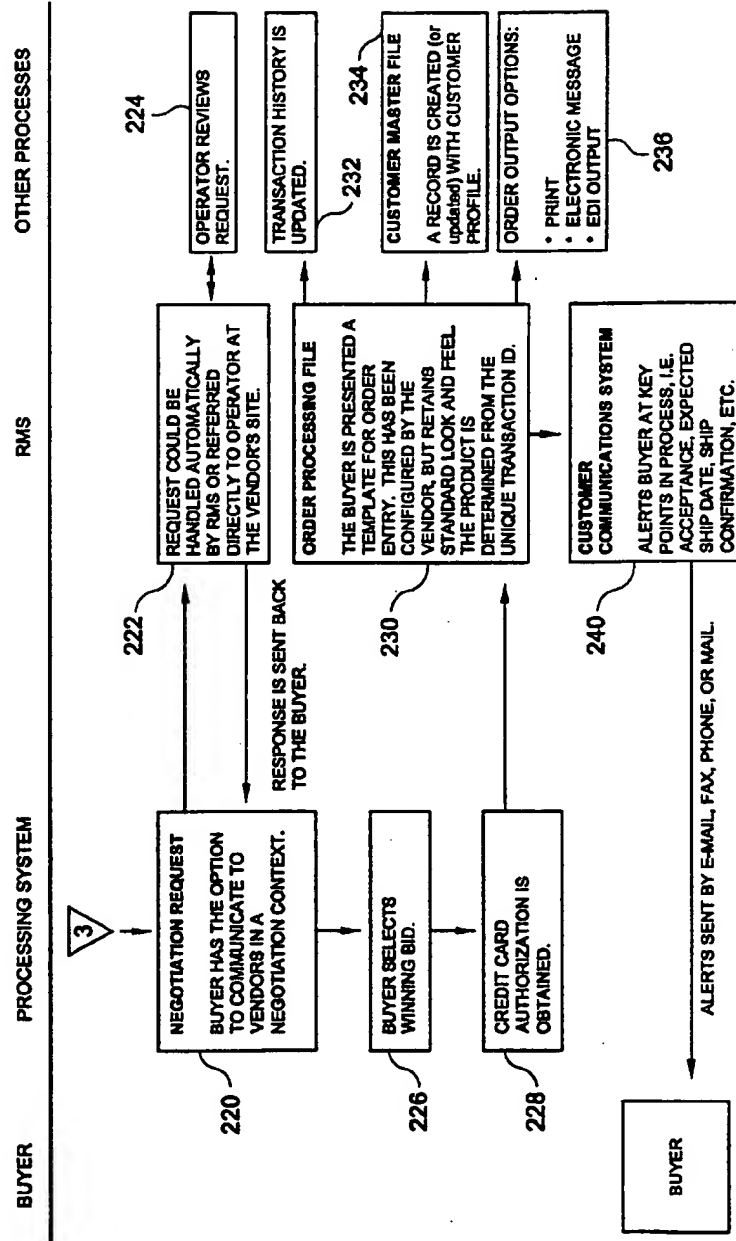 BUYER
PROCESSING SYSTEM
RMS
OTHER PROCESSES
3
NEGOTIATION REQUEST
BUYER HAS THE OPTION
TO COMMUNICATE TO
VENDORS IN A
NEGOTIATION CONTEXT.
220
REQUEST COULD BE
HANDLED AUTOMATICALLY
BY RMS OR REFERRED
DIRECTLY TO OPERATOR AT
THE VENDOR'S SITE.
222
OPERATOR REVIEWS
REQUEST.
224
RESPONSE IS SENT BACK
TO THE BUYER.
BUYER SELECTS
WINNING BID.
226
CREDIT CARD
AUTHORIZATION IS
OBTAINED.
228
ORDER PROCESSING FILE
THE BUYER IS PRESENTED A
TEMPLATE FOR ORDER
ENTRY. THIS HAS BEEN
CONFIGURED BY THE
VENDOR, BUT RETAINS
STANDARD LOOK AND FEEL.
THE PRODUCT IS
DETERMINED FROM THE
UNIQUE TRANSACTION ID.
230
TRANSACTION HISTORY IS
UPDATED.
232
CUSTOMER MASTER FILE
A RECORD IS CREATED (or
updated) WITH CUSTOMER
PROFILE.
234
ORDER OUTPUT OPTIONS:
• PRINT
• ELECTRONIC MESSAGE
• EDI OUTPUT
236
CUSTOMER
COMMUNICATIONS SYSTEM
ALERTS BUYER AT KEY
POINTS IN PROCESS, I.E.
ACCEPTANCE, EXPECTED
SHIP DATE, SHIP
CONFIRMATION, ETC.
240
ALERTS SENT BY E-MAIL, FAX, PHONE, OR MAIL.
BUYER